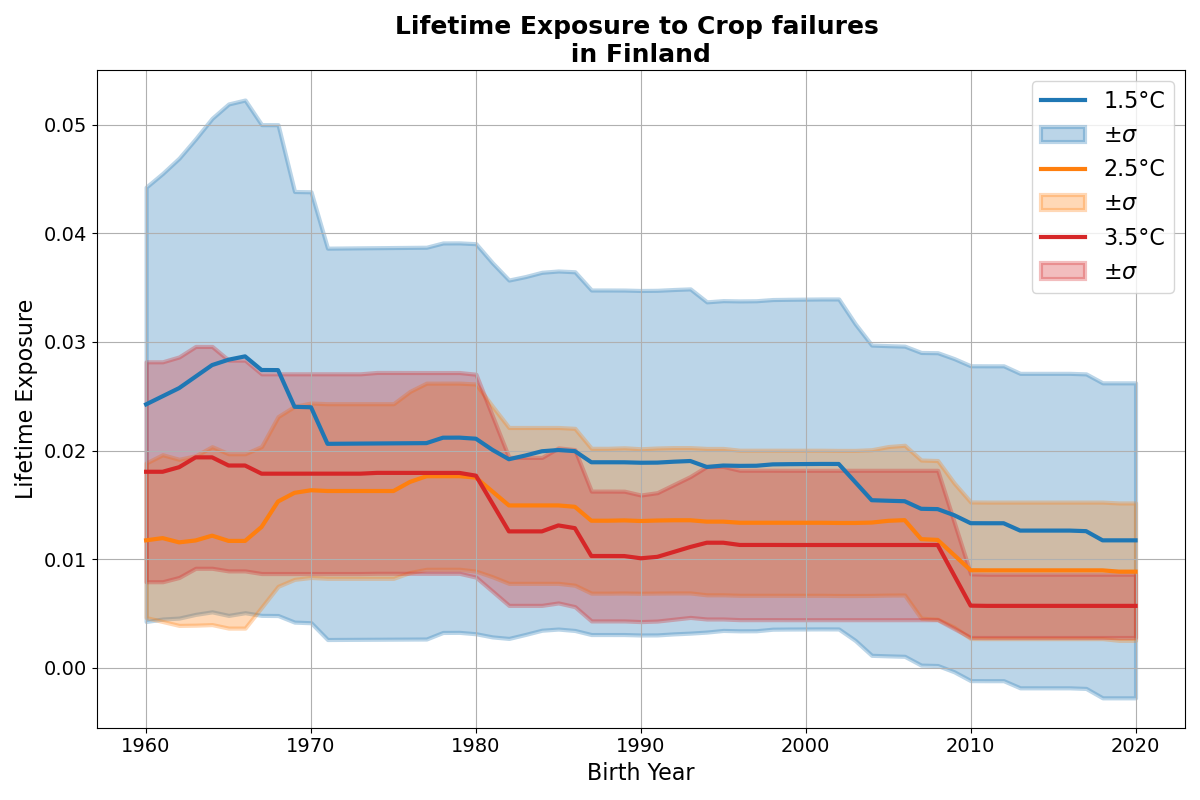 Lifetime Exposure to Crop failures
in Finland
1.5°C
±σ
2.5°C
±σ
3.5°C
±σ
Lifetime Exposure
0.05
0.04
0.03
0.02
0.01
0.00
1960 1970 1980 1990 2000 2010 2020
Birth Year